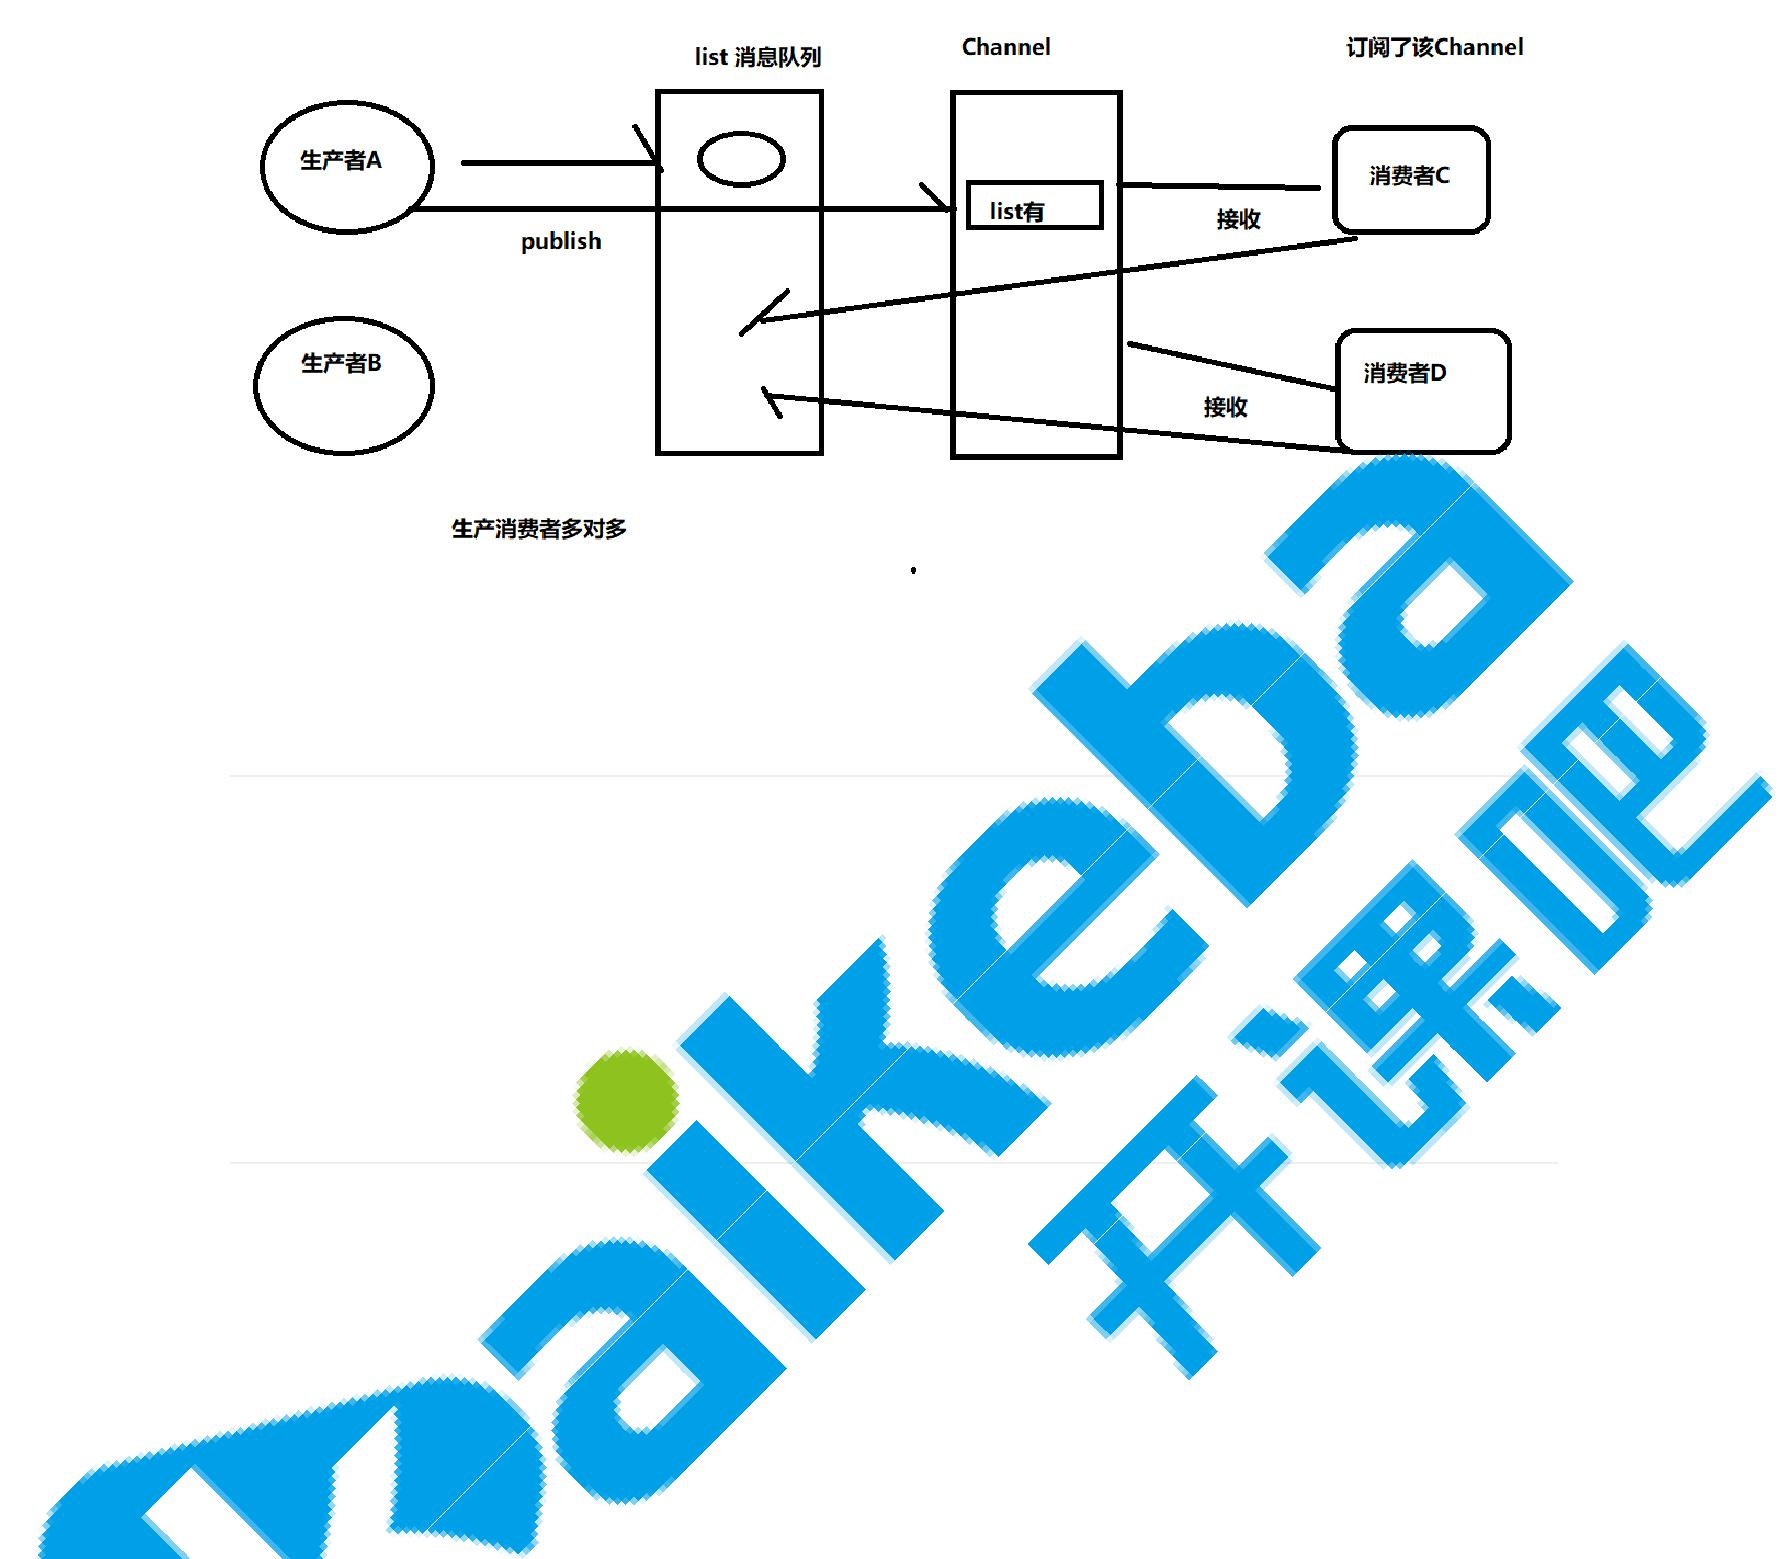 list 消息队列
Channel
订阅了该Channel
生产者A
消费者C
list有
接收
publish
生产者B
消费者D
接收
生产消费者多对多
kaikeba
开课吧